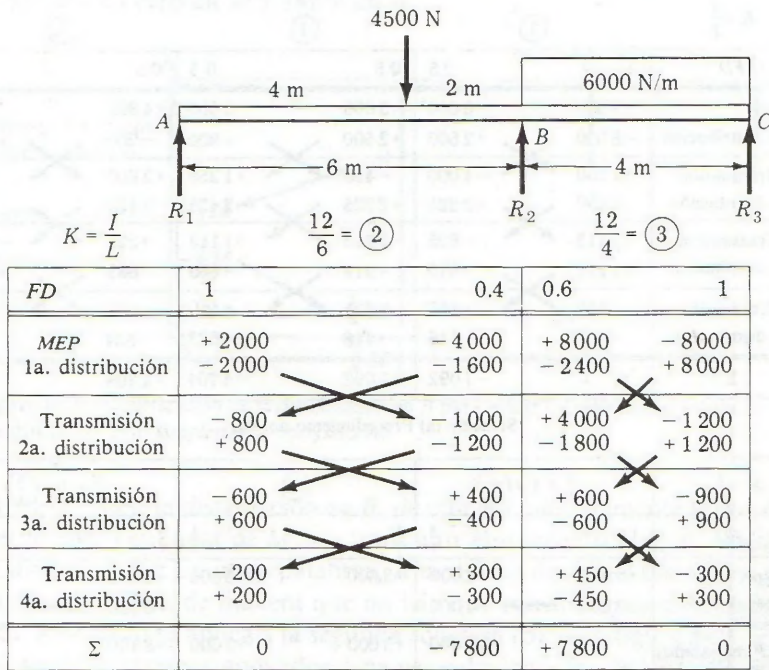 4500 N
4 m 2 m 6000 N/m
A B C
6 m 4 m
R₁ R₂ R₃
K = I/L 12/6 = 2 12/4 = 3
FD 1 0.4 0.6 1
MEP +2000 −4000 +8000 −8000
1a. distribución −2000 −1600 −2400 +8000
Transmisión −800 −1000 +4000 −1200
2a. distribución +800 −1200 −1800 +1200
Transmisión −600 +400 +600 −900
3a. distribución +600 −400 −600 +900
Transmisión −200 +300 +450 −300
4a. distribución +200 −300 −450 +300
Σ 0 −7800 +7800 0